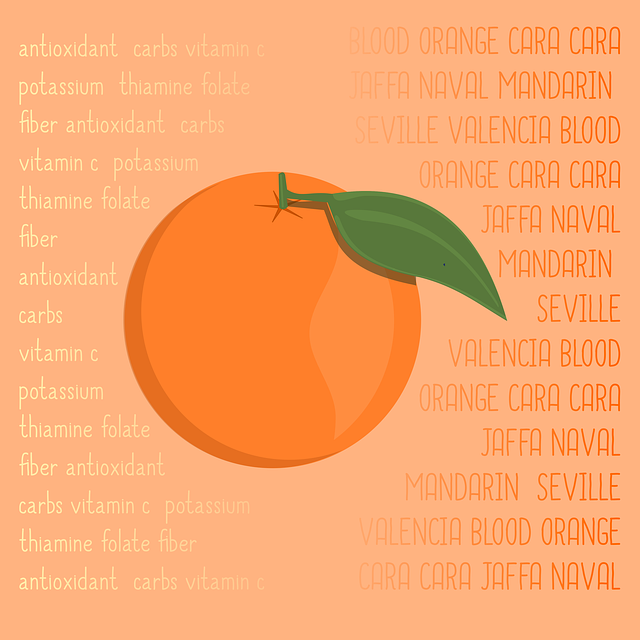 antioxidant carbs vitamin c
potassium thiamine folate
fiber antioxidant carbs
vitamin c potassium
thiamine folate
fiber
antioxidant
carbs
vitamin c
potassium
thiamine folate
fiber antioxidant
carbs vitamin c potassium
thiamine folate fiber
antioxidant carbs vitamin c
BLOOD ORANGE CARA CARA
JAFFA NAVAL MANDARIN
SEVILLE VALENCIA BLOOD
ORANGE CARA CARA
JAFFA NAVAL
MANDARIN
SEVILLE
VALENCIA BLOOD
ORANGE CARA CARA
JAFFA NAVAL
MANDARIN SEVILLE
VALENCIA BLOOD ORANGE
CARA CARA JAFFA NAVAL